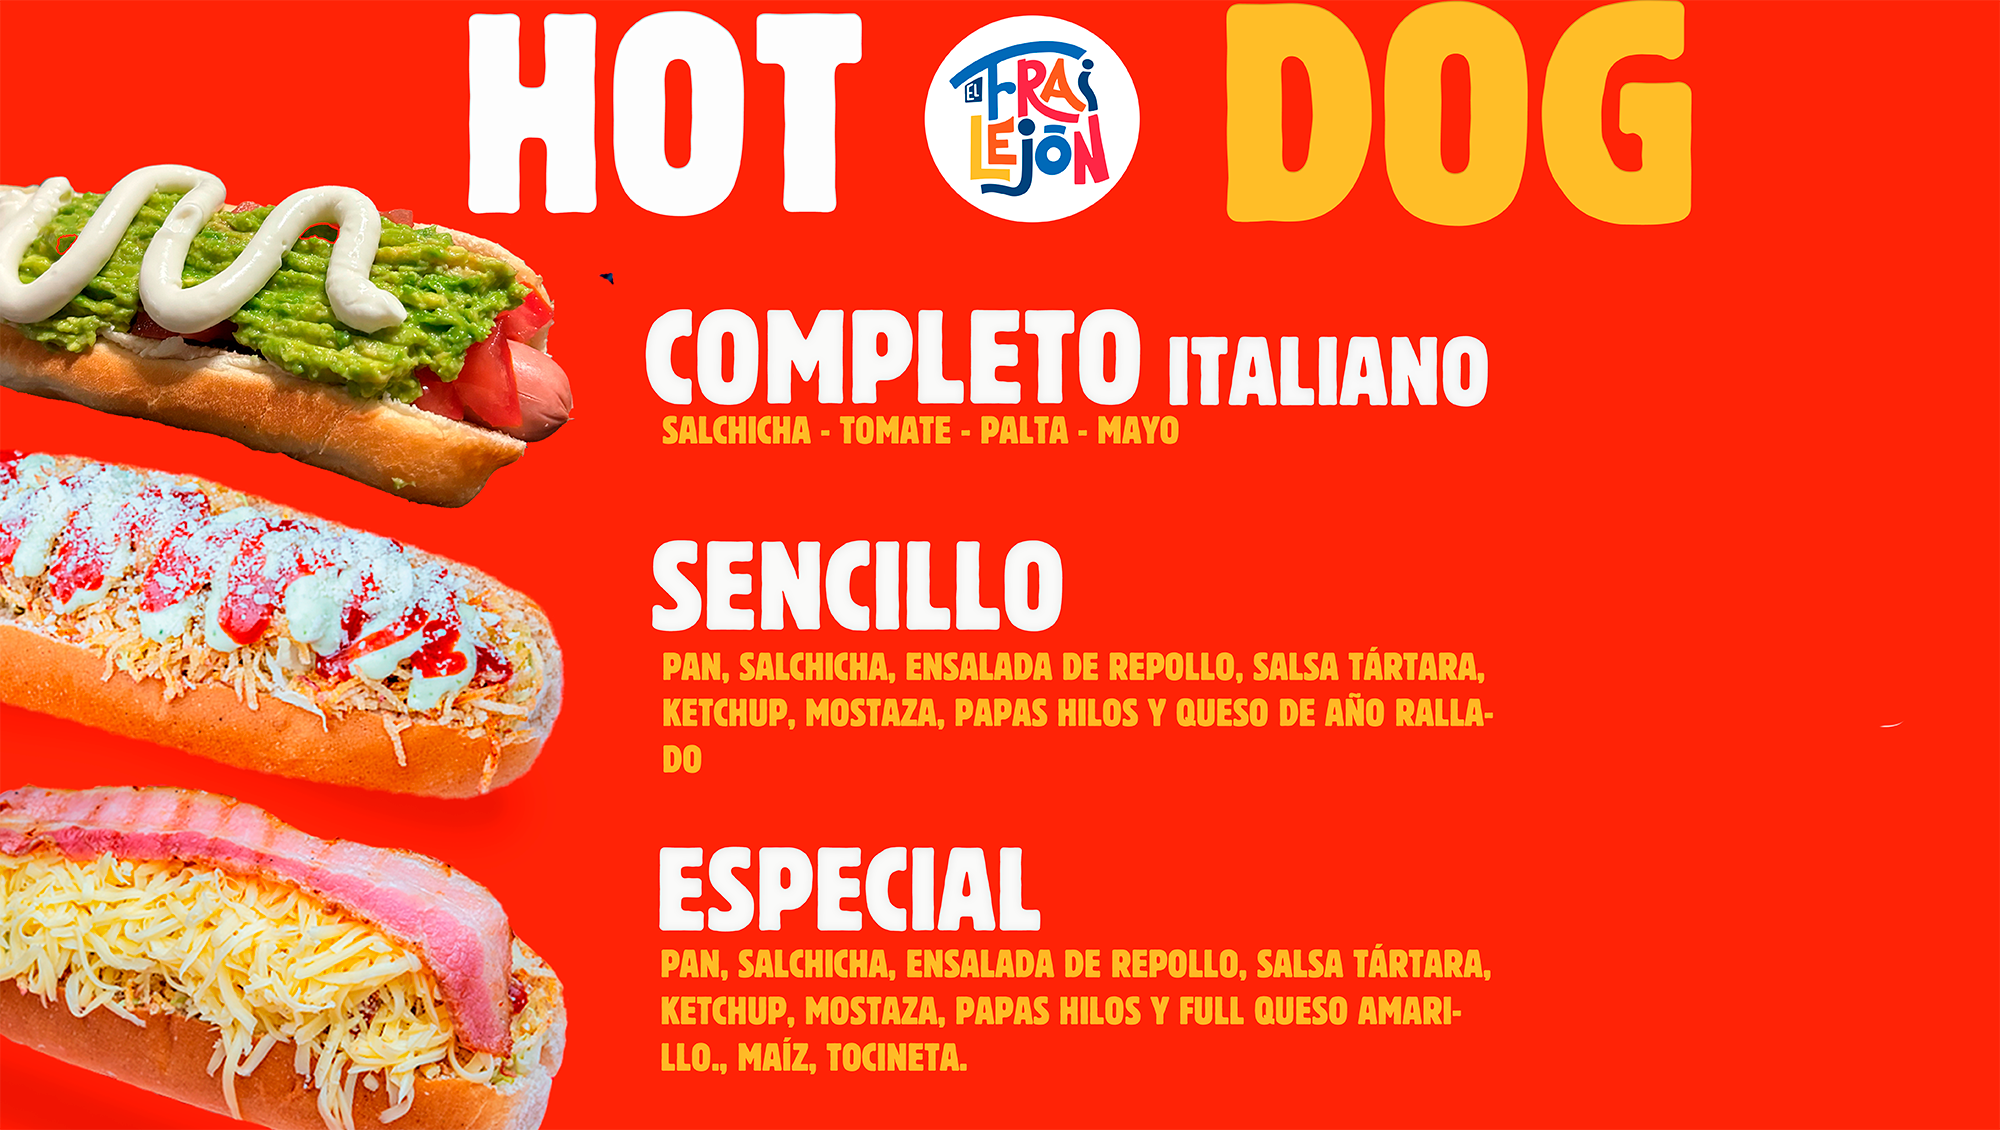 HOT EL FRAiLEJÓN DOG
COMPLETO ITALIANO
SALCHICHA - TOMATE - PALTA - MAYO
SENCILLO
PAN, SALCHICHA, ENSALADA DE REPOLLO, SALSA TÁRTARA,
KETCHUP, MOSTAZA, PAPAS HILOS Y QUESO DE AÑO RALLA-
DO
ESPECIAL
PAN, SALCHICHA, ENSALADA DE REPOLLO, SALSA TÁRTARA,
KETCHUP, MOSTAZA, PAPAS HILOS Y FULL QUESO AMARI-
LLO., MAÍZ, TOCINETA.